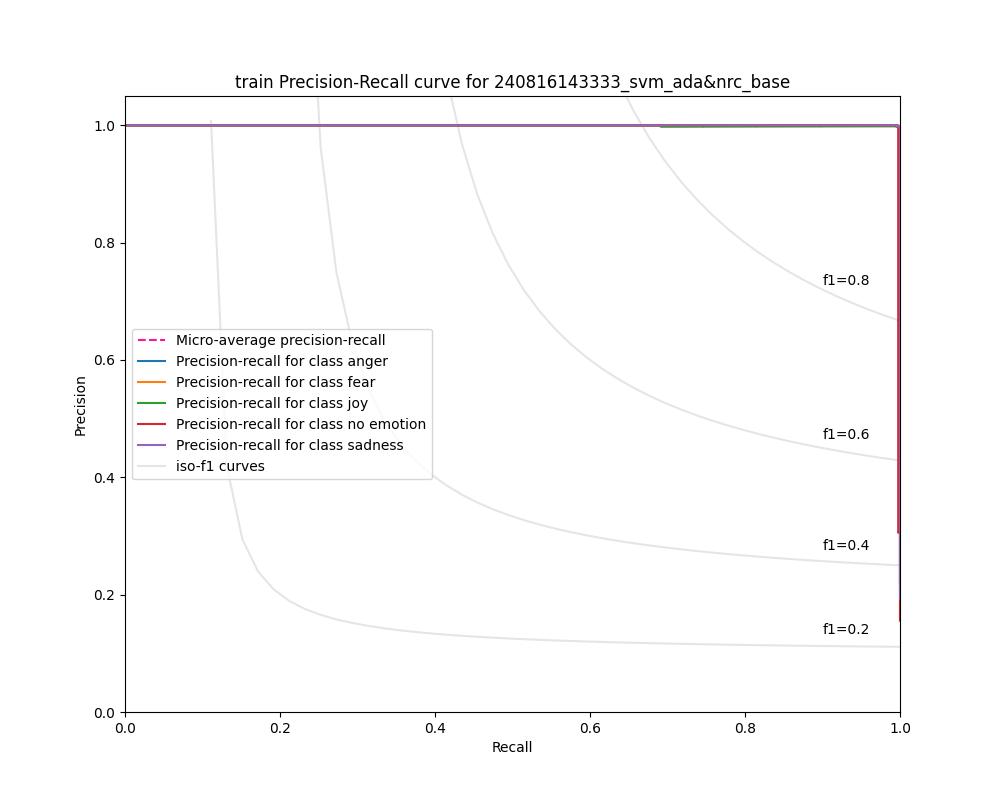 train Precision-Recall curve for 240816143333_svm_ada&nrc_base
1.0
0.8
0.6
0.4
0.2
0.0
Precision
f1=0.8
f1=0.6
f1=0.4
f1=0.2
Micro-average precision-recall
Precision-recall for class anger
Precision-recall for class fear
Precision-recall for class joy
Precision-recall for class no emotion
Precision-recall for class sadness
iso-f1 curves
0.0 0.2 0.4 0.6 0.8 1.0
Recall